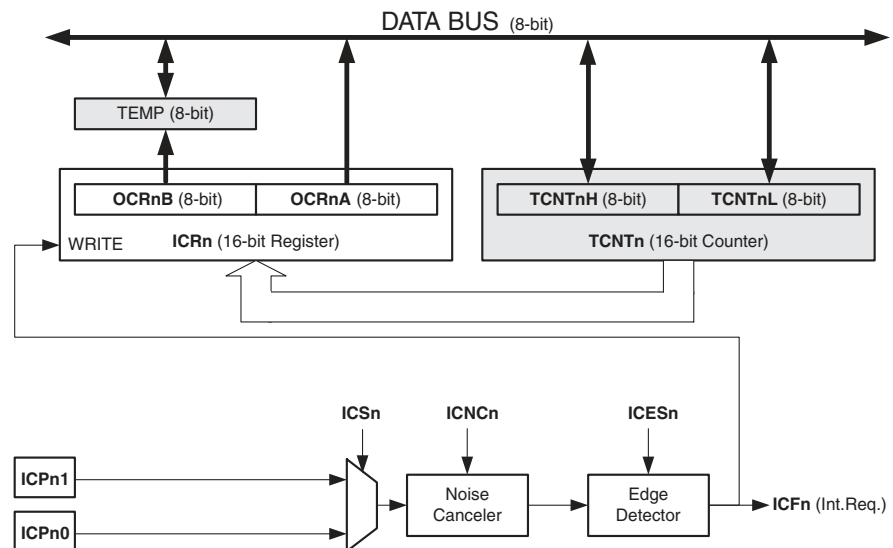 DATA BUS (8-bit)
TEMP (8-bit)
OCRnB (8-bit)
OCRnA (8-bit)
TCNTnH (8-bit)
TCNTnL (8-bit)
WRITE
ICRn (16-bit Register)
TCNTn (16-bit Counter)
ICSn
ICNCn
ICESn
ICPn1
Noise
Canceler
Edge
Detector
ICFn (Int.Req.)
ICPn0